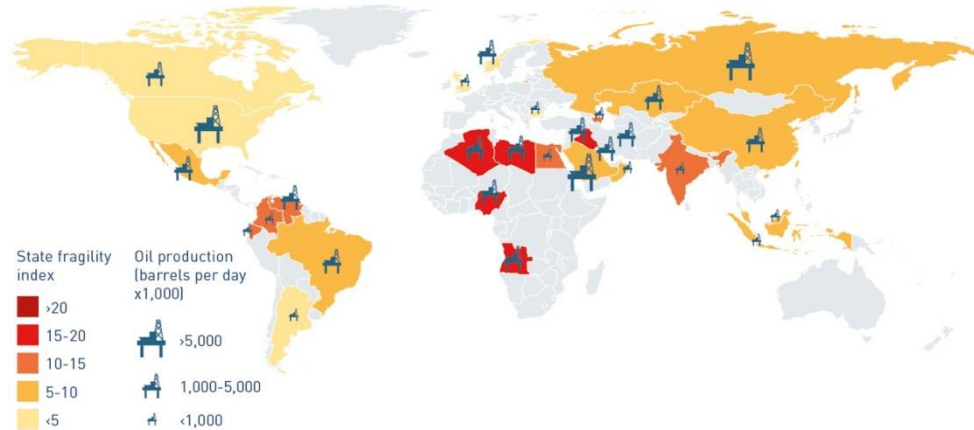 State fragility
index
>20
15-20
10-15
5-10
<5
Oil production
(barrels per day
x1,000)
>5,000
1,000-5,000
<1,000